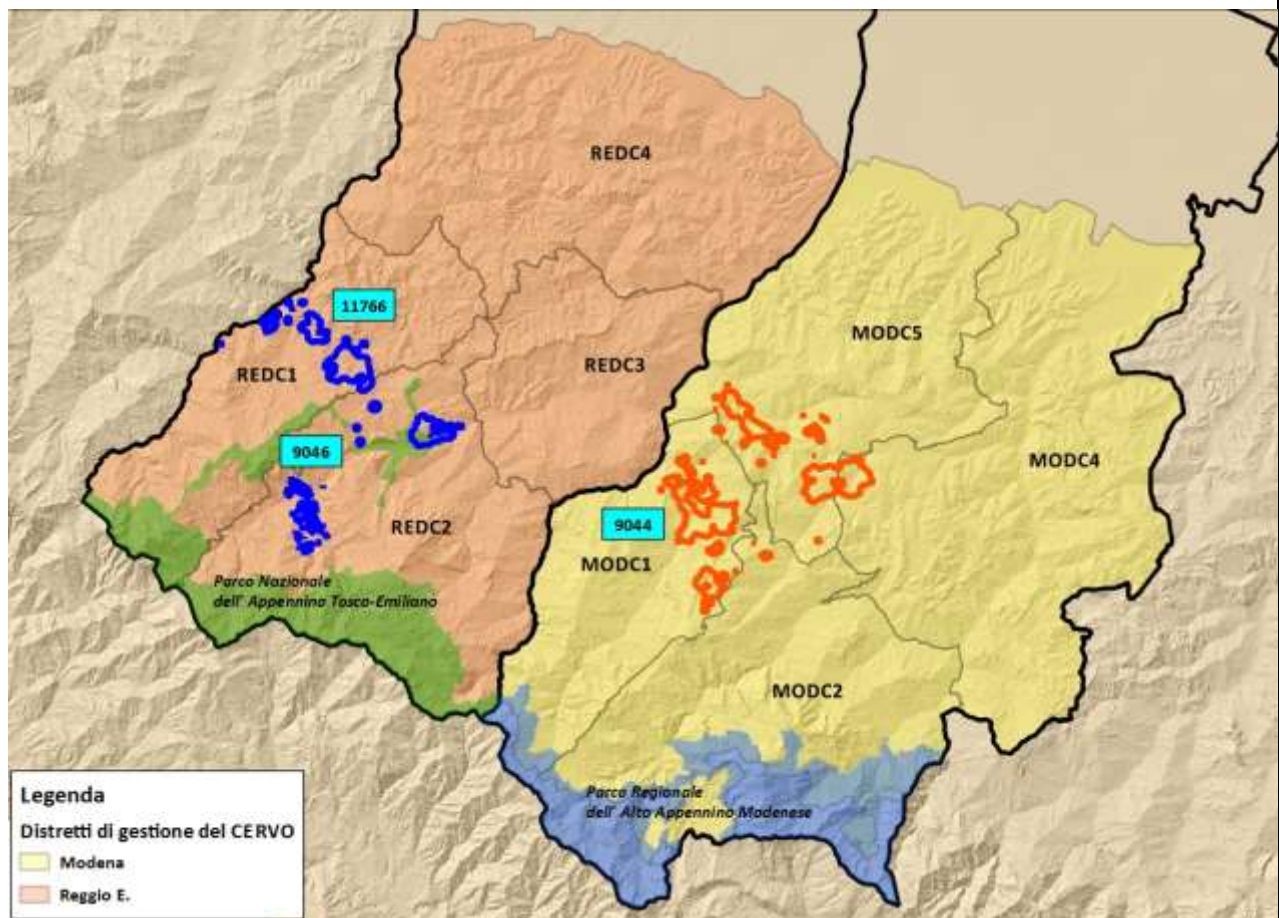 REDC4
11766
MODC5
REDC3
REDC1
9046
MODC4
REDC2
9044
MODC1
Parco Nazionale
dell' Appennino Tosco-Emiliano
MODC2
Parco Regionale
dell' Alto Appennino Modenese
Legenda
Distretti di gestione del CERVO
Modena
Reggio E.